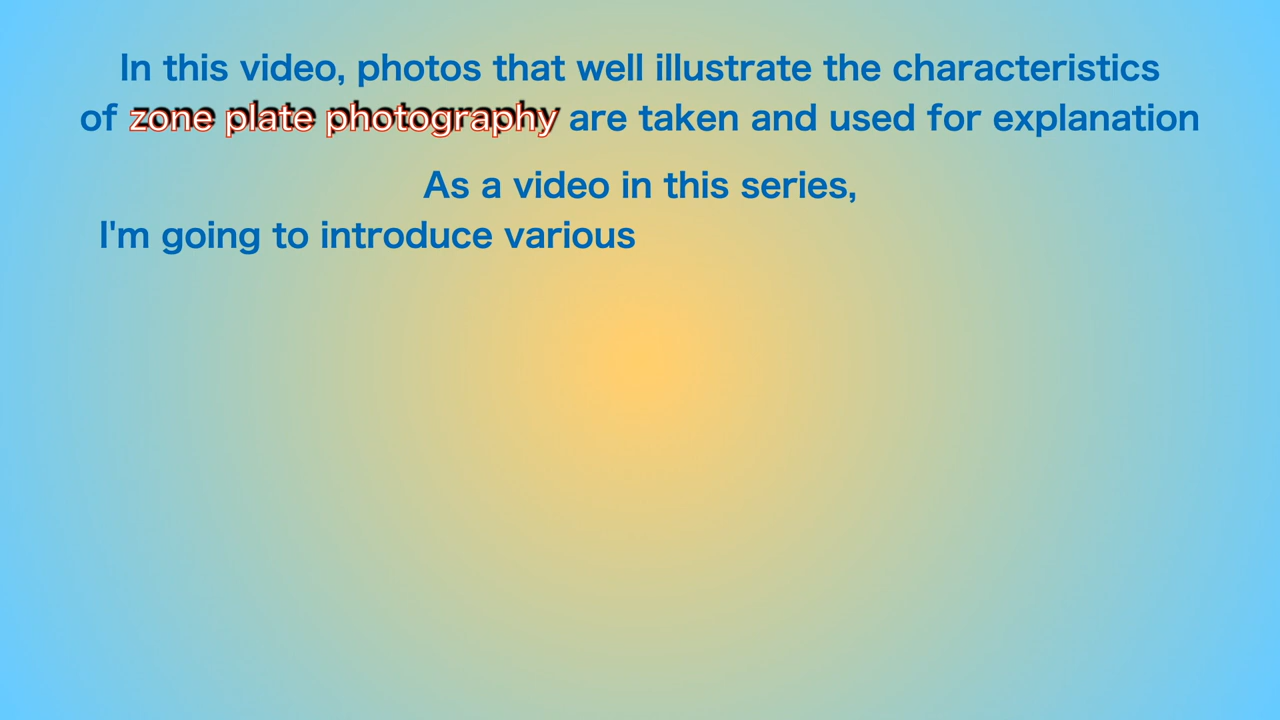 In this video, photos that well illustrate the characteristics
of zone plate photography are taken and used for explanation
As a video in this series,
I'm going to introduce various